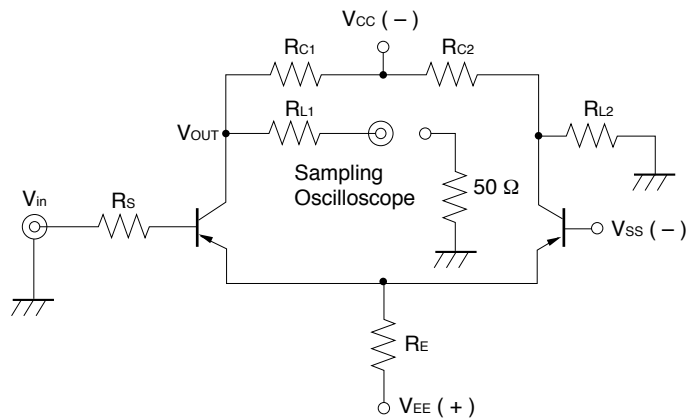 VCC (−)
RC1
RC2
RL1
RL2
VOUT
Sampling
Oscilloscope
50 Ω
Vin
RS
VSS (−)
RE
VEE (+)